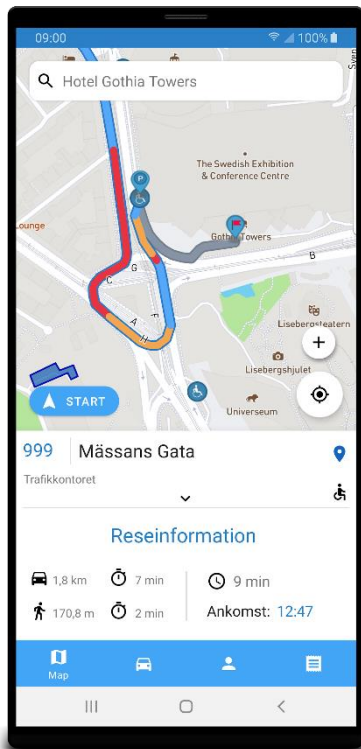 09:00 100%
Hotel Gothia Towers
The Swedish Exhibition
& Conference Centre
P
Lounge
Gothia Towers
G
C
B
F
A
H
Lisebergsteatern
+
Lisebergshjulet
START
Universeum
999 Mässans Gata
Trafikkontoret
Reseinformation
1,8 km 7 min 9 min
170,8 m 2 min Ankomst: 12:47
Map